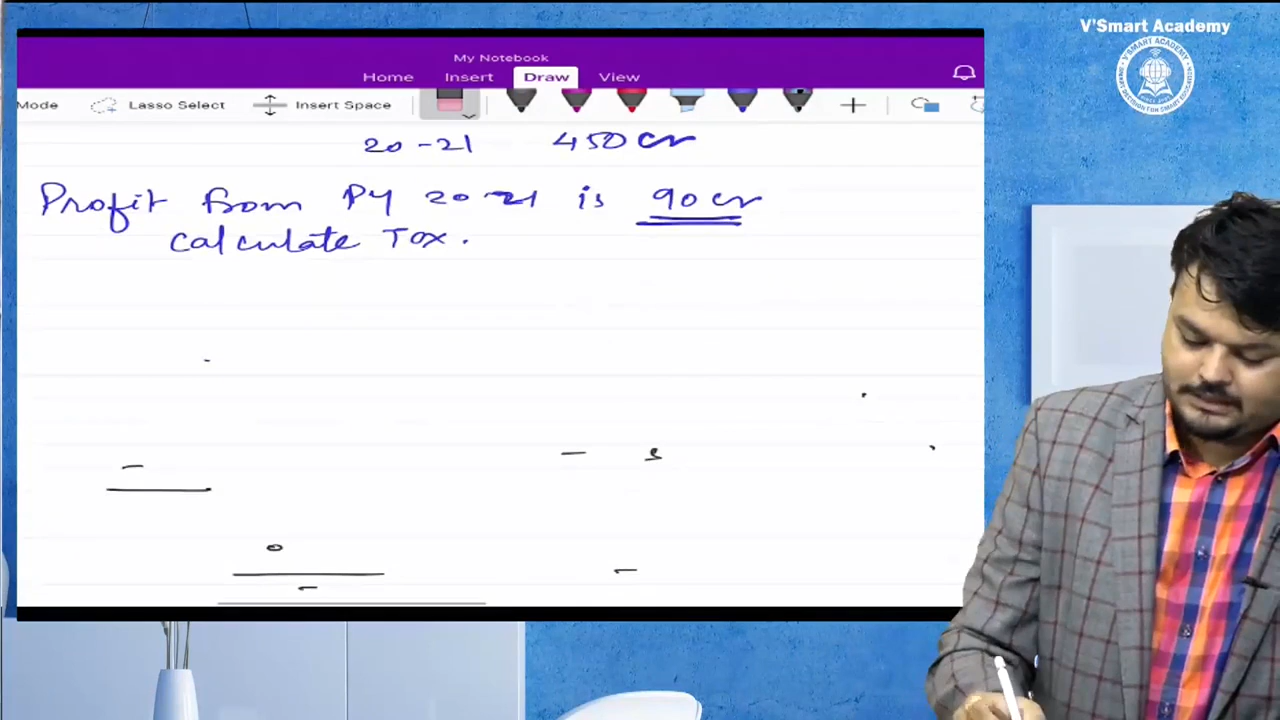 V'Smart Academy
My Notebook
Home Insert Draw View
Mode Lasso Select Insert Space
20-21 450 cr
Profit from PY 20-21 is 90 cr
Calculate Tax.